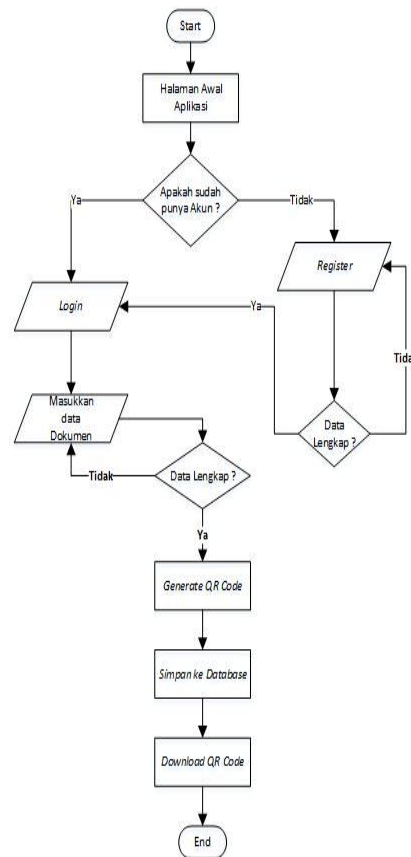 Start
Halaman Awal
Aplikasi
Apakah sudah
punya Akun ?
Ya
Tidak
Register
Login
Ya
Tida
Masukkan
data
Dokumen
Data
Lengkap ?
Tidak
Data Lengkap ?
Ya
Generate QR Code
Simpan ke Database
Download QR Code
End